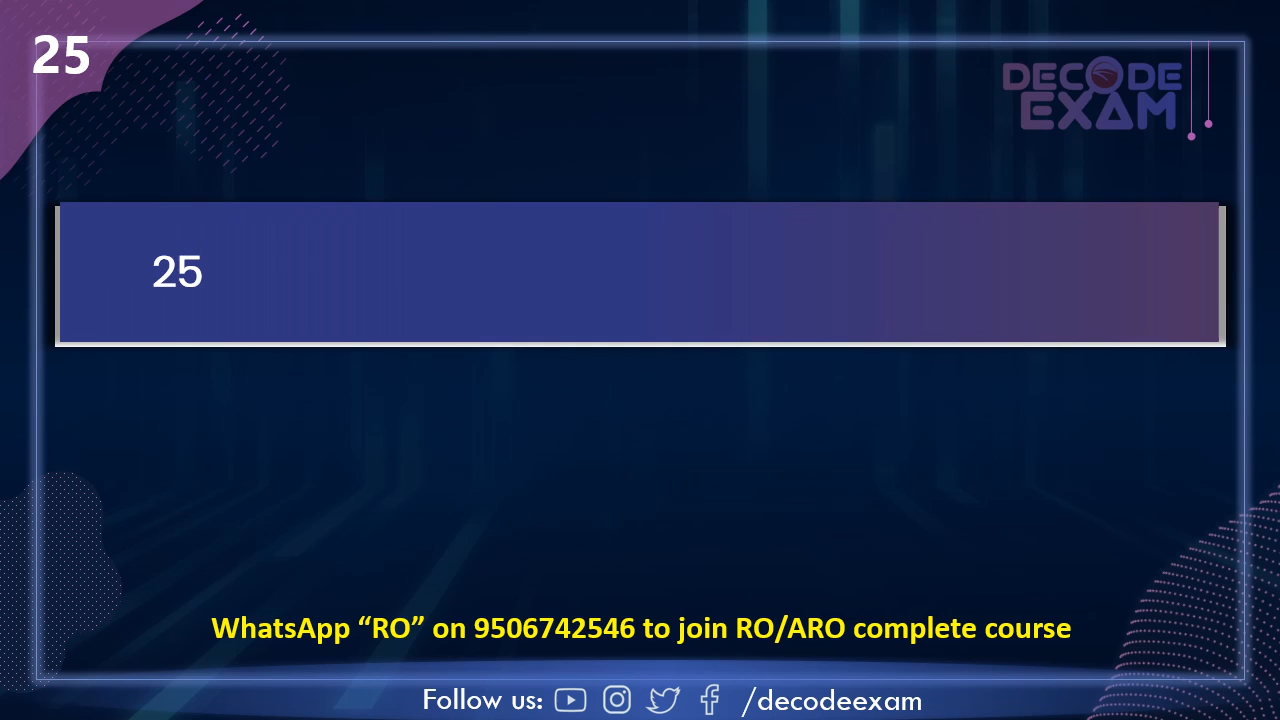 25
DECODE
EXAM
25
WhatsApp “RO” on 9506742546 to join RO/ARO complete course
Follow us: /decodeexam